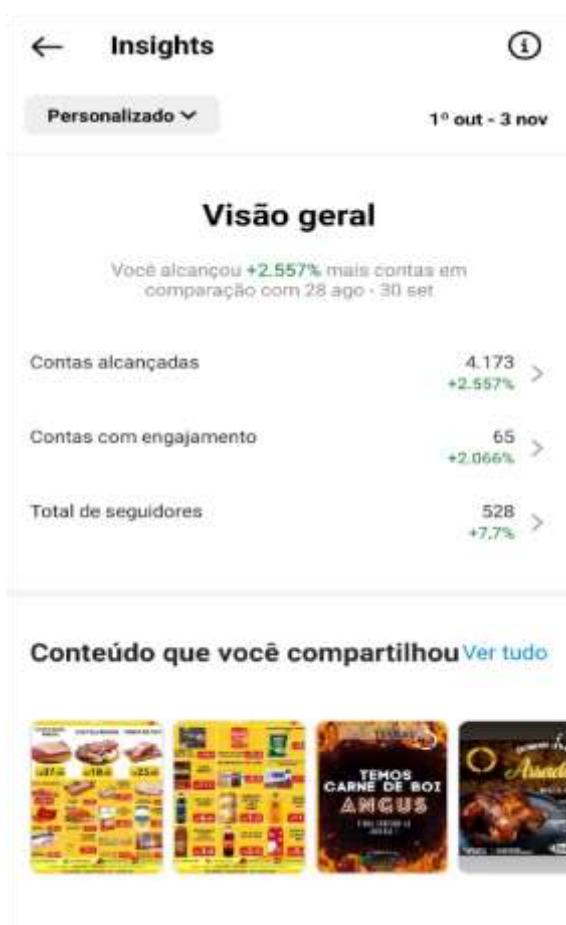 Insights
Personalizado
1º out - 3 nov
Visão geral
Você alcançou +2.557% mais contas em
comparação com 28 ago - 30 set
Contas alcançadas
4.173
+2.557%
Contas com engajamento
65
+2.066%
Total de seguidores
528
+7,7%
Conteúdo que você compartilhou
Ver tudo
TEMOS
CARNE DE BOI
ANGUS